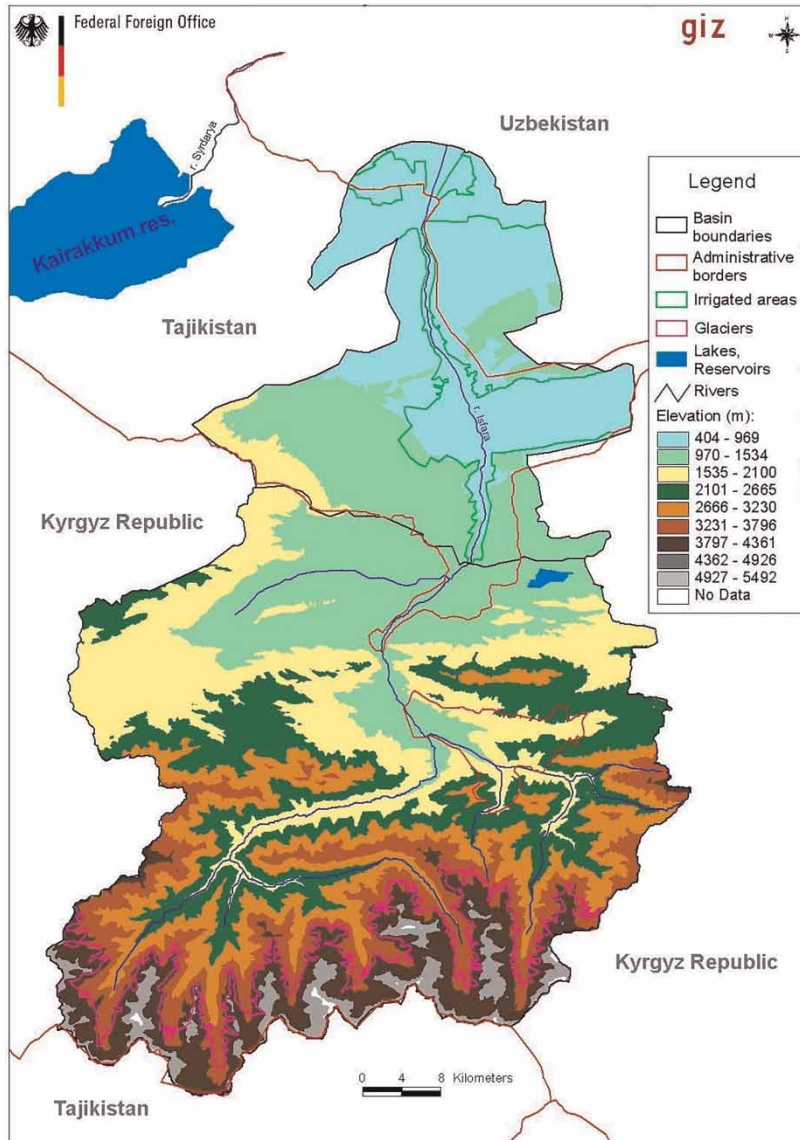 Federal Foreign Office
giz
N
W
E
S
Uzbekistan
r. Syrdarya
Kairakkum res.
Tajikistan
Legend
Basin
boundaries
Administrative
borders
Irrigated areas
Glaciers
Lakes,
Reservoirs
Rivers
Elevation (m):
404 - 969
970 - 1534
1535 - 2100
2101 - 2665
2666 - 3230
3231 - 3796
3797 - 4361
4362 - 4926
4927 - 5492
No Data
r. Isfara
Kyrgyz Republic
Kyrgyz Republic
0 4 8 Kilometers
Tajikistan